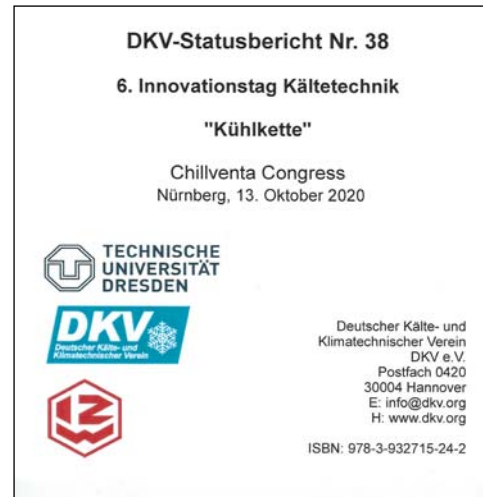 DKV-Statusbericht Nr. 38
6. Innovationstag Kältetechnik
"Kühlkette"
Chillventa Congress
Nürnberg, 13. Oktober 2020
TECHNISCHE
UNIVERSITÄT
DRESDEN
DKV
Deutscher Kälte- und
Klimatechnischer Verein
Deutscher Kälte- und
Klimatechnischer Verein
DKV e.V.
Postfach 0420
30004 Hannover
E: info@dkv.org
H: www.dkv.org
ISBN: 978-3-932715-24-2